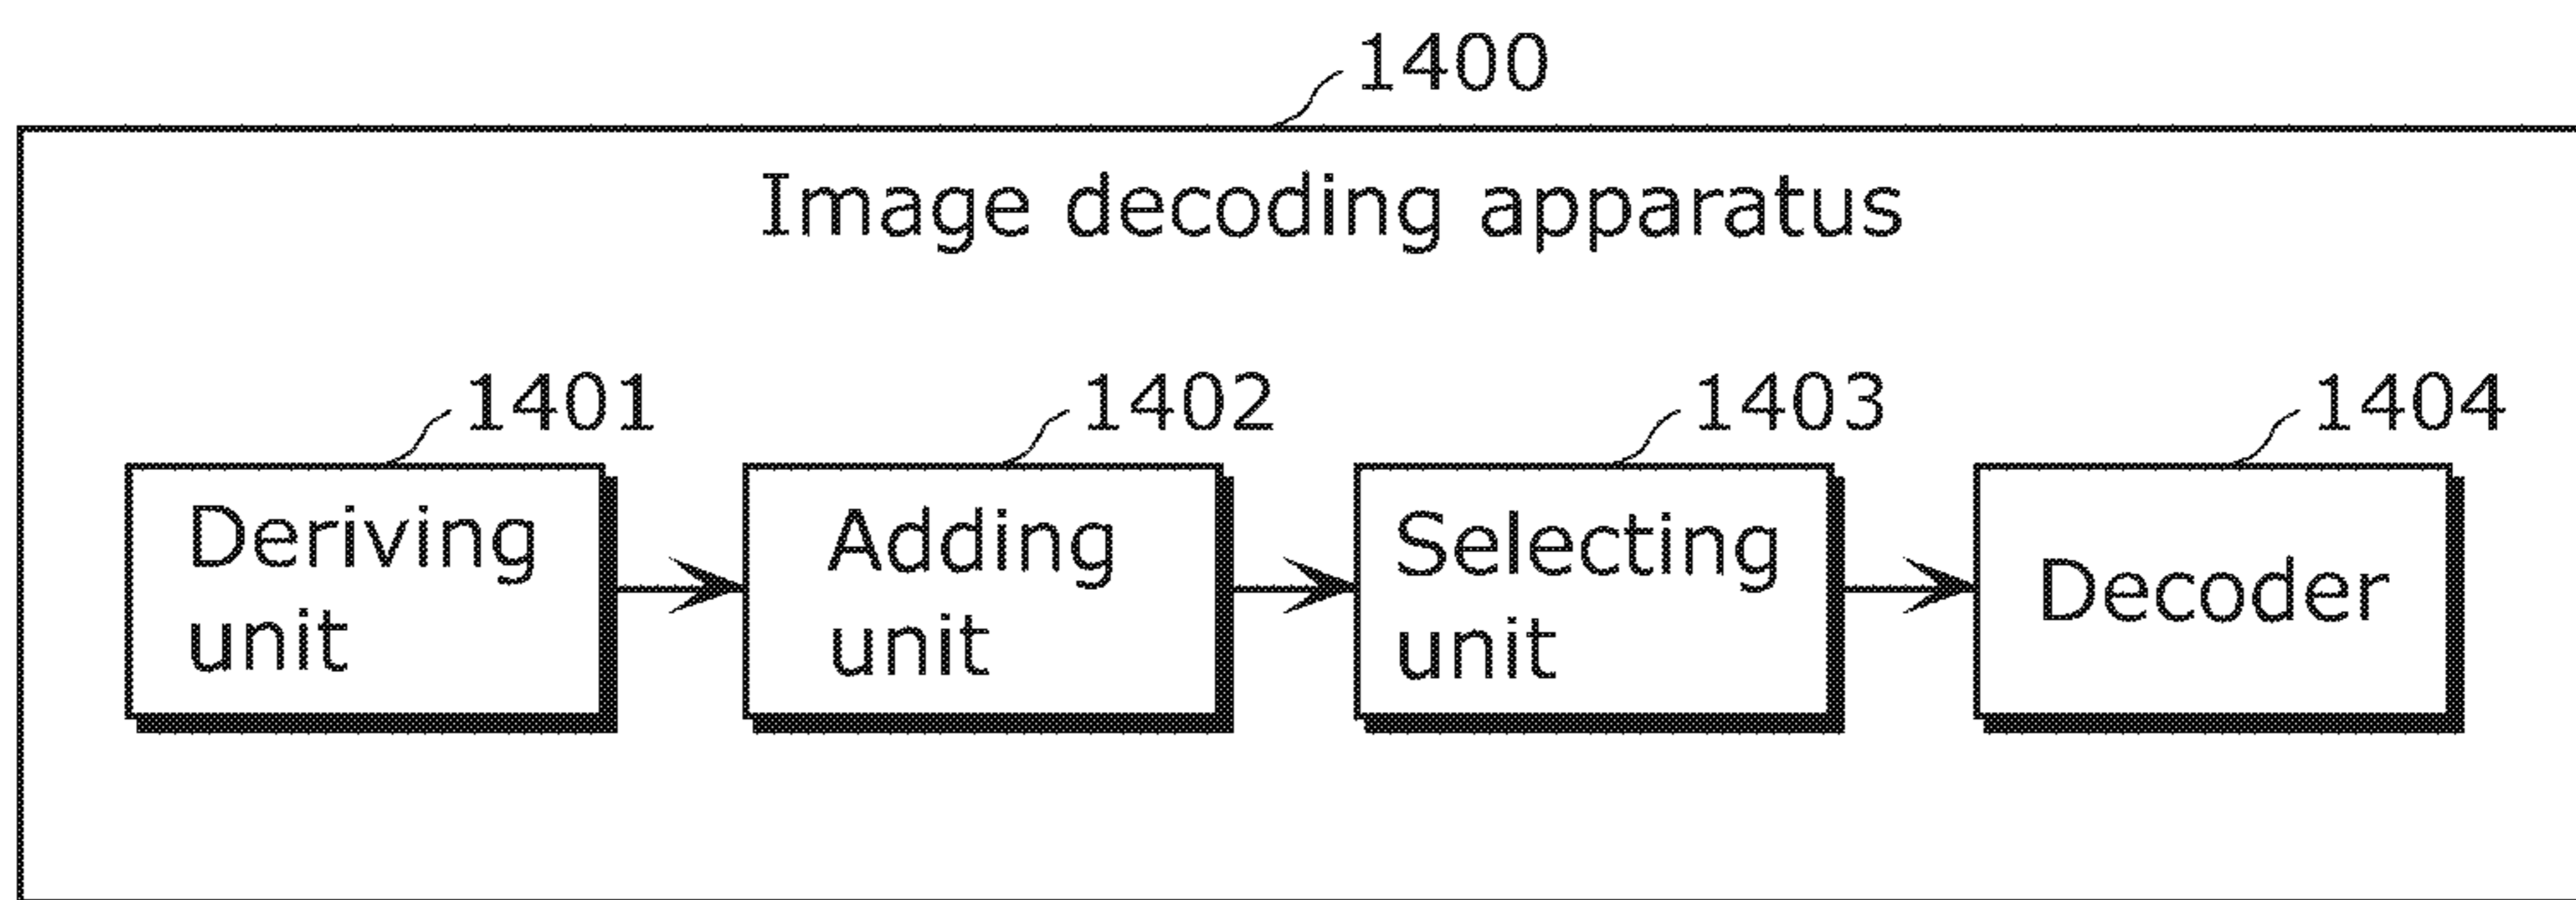 1400
Image decoding apparatus
1401
1402
1403
1404
Deriving
unit
Adding
unit
Selecting
unit
Decoder